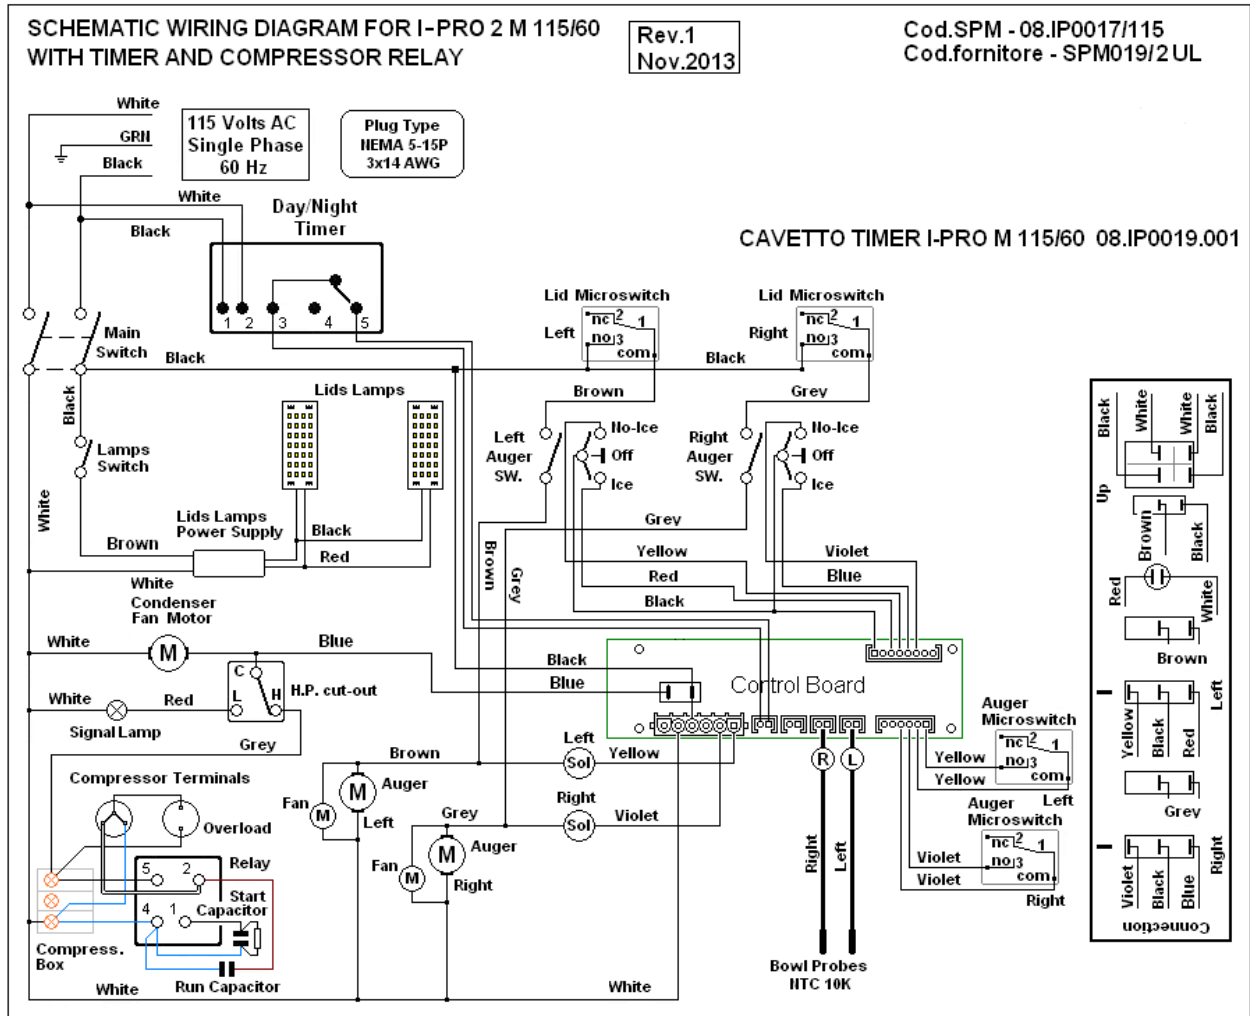 SCHEMATIC WIRING DIAGRAM FOR I-PRO 2 M 115/60
WITH TIMER AND COMPRESSOR RELAY
Rev.1
Nov.2013
Cod.SPM - 08.IP0017/115
Cod.fornitore - SPM019/2 UL
White
GRN
Black
115 Volts AC
Single Phase
60 Hz
Plug Type
NEMA 5-15P
3x14 AWG
White
Black
Day/Night
Timer
1 2 3 4 5
CAVETTO TIMER I-PRO M 115/60 08.IP0019.001
Lid Microswitch
Left
nc 2 1
no 3
com
Lid Microswitch
Right
nc 2 1
no 3
com
Main
Switch
Black
Black
Black
Brown
Grey
Lids Lamps
Lamps
Switch
White
Left
Auger
SW.
No-Ice
Off
Ice
Right
Auger
SW.
No-Ice
Off
Ice
Lids Lamps
Power Supply
Brown
Black
Red
White
Brown
Grey
Grey
Yellow
Violet
Red
Blue
Black
Condenser
Fan Motor
White
M
Blue
Black
Blue
Control Board
C
L H
H.P. cut-out
White
Red
Signal Lamp
Grey
Compressor Terminals
Overload
Relay
5 2
4 1
Start
Capacitor
Compress.
Box
Run Capacitor
White
White
Brown
Left
Sol
Yellow
Fan
M
M
Auger
Left
Grey
Right
Sol
Violet
Fan
M
M
Auger
Right
R
L
Right
Left
Bowl Probes
NTC 10K
Auger
Microswitch
Yellow
Yellow
nc 2 1
no 3
com
Left
Auger
Microswitch
Violet
Violet
nc 2 1
no 3
com
Right
Black
White
White
Black
Up
Brown
Black
Red
White
Brown
I
Left
Yellow
Black
Red
Grey
I
Right
Violet
Black
Blue
Connection